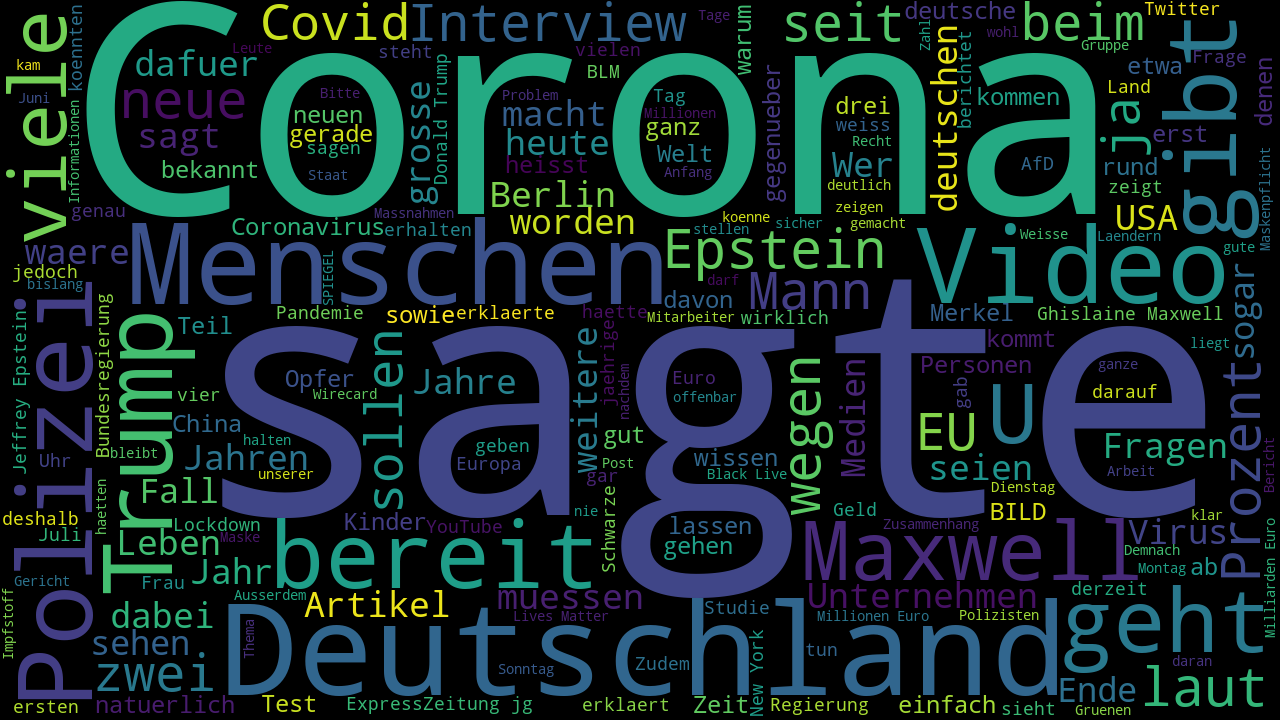 Corona
sagte
Deutschland
Menschen
Video
Maxwell
Trump
Polizei
bereit
geht
gibt
viele
Covid
Interview
seit
beim
deutsche
Twitter
Tage
wohl
Zahl
Gruppe
Frage
etwa
kam
Juni
koennten
Informationen
dafuer
Leute
neue
sagt
bekannt
steht
vielen
BLM
warum
Bitte
neuen
gerade
sagen
Staat
grosse
Donald Trump
Problem
macht
heute
heisst
Millionen
Tag
ganz
Welt
Anfang
gegenueber
drei
weiss
Recht
Wer
deutlich
zeigen
gemacht
deutschen
berichtet
kommen
AfD
Land
ja
erst
rund
zeigt
denen
Maskenpflicht
USA
genau
waere
jedoch
bislang
Coronavirus
Massnahmen
erhalten
Berlin
worden
koenne
stellen
sicher
Epstein
Weisse
Laendern
gute
SPIEGEL
darf
Mann
davon
Pandemie
sowie
erklaerte
haette
Mitarbeiter
wirklich
Merkel
Ghislaine Maxwell
sogar
Prozent
Teil
Jeffrey Epstein
Bundesregierung
kommt
liegt
Opfer
Wirecard
vier
Jahre
sollen
weitere
jaehrige
nachdem
Euro
offenbar
wegen
Medien
Personen
gab
U
ganze
darauf
China
Jahren
halten
bleibt
Uhr
unserer
geben
Europa
gut
gar
Post
wissen
Black Live
EU
seien
Fragen
Arbeit
Bericht
Fall
haetten
deshalb
Juli
Lockdown
Maske
Leben
Kinder
YouTube
nie
Schwarze
lassen
gehen
Geld
Zusammenhang
Dienstag
BILD
klar
Virus
Demnach
Montag
ab
Milliarden Euro
Gericht
Impfstoff
Frau
Jahr
Ausserdem
Artikel
muessen
Lives Matter
Studie
Unternehmen
Millionen Euro
Polizisten
derzeit
dabei
sehen
zwei
Thema
Sonntag
Zudem
New York
tun
daran
laut
Ende
ersten
natuerlich
Test
ExpressZeitung jg
erklaert
Zeit
Regierung
einfach
sieht
Gruenen